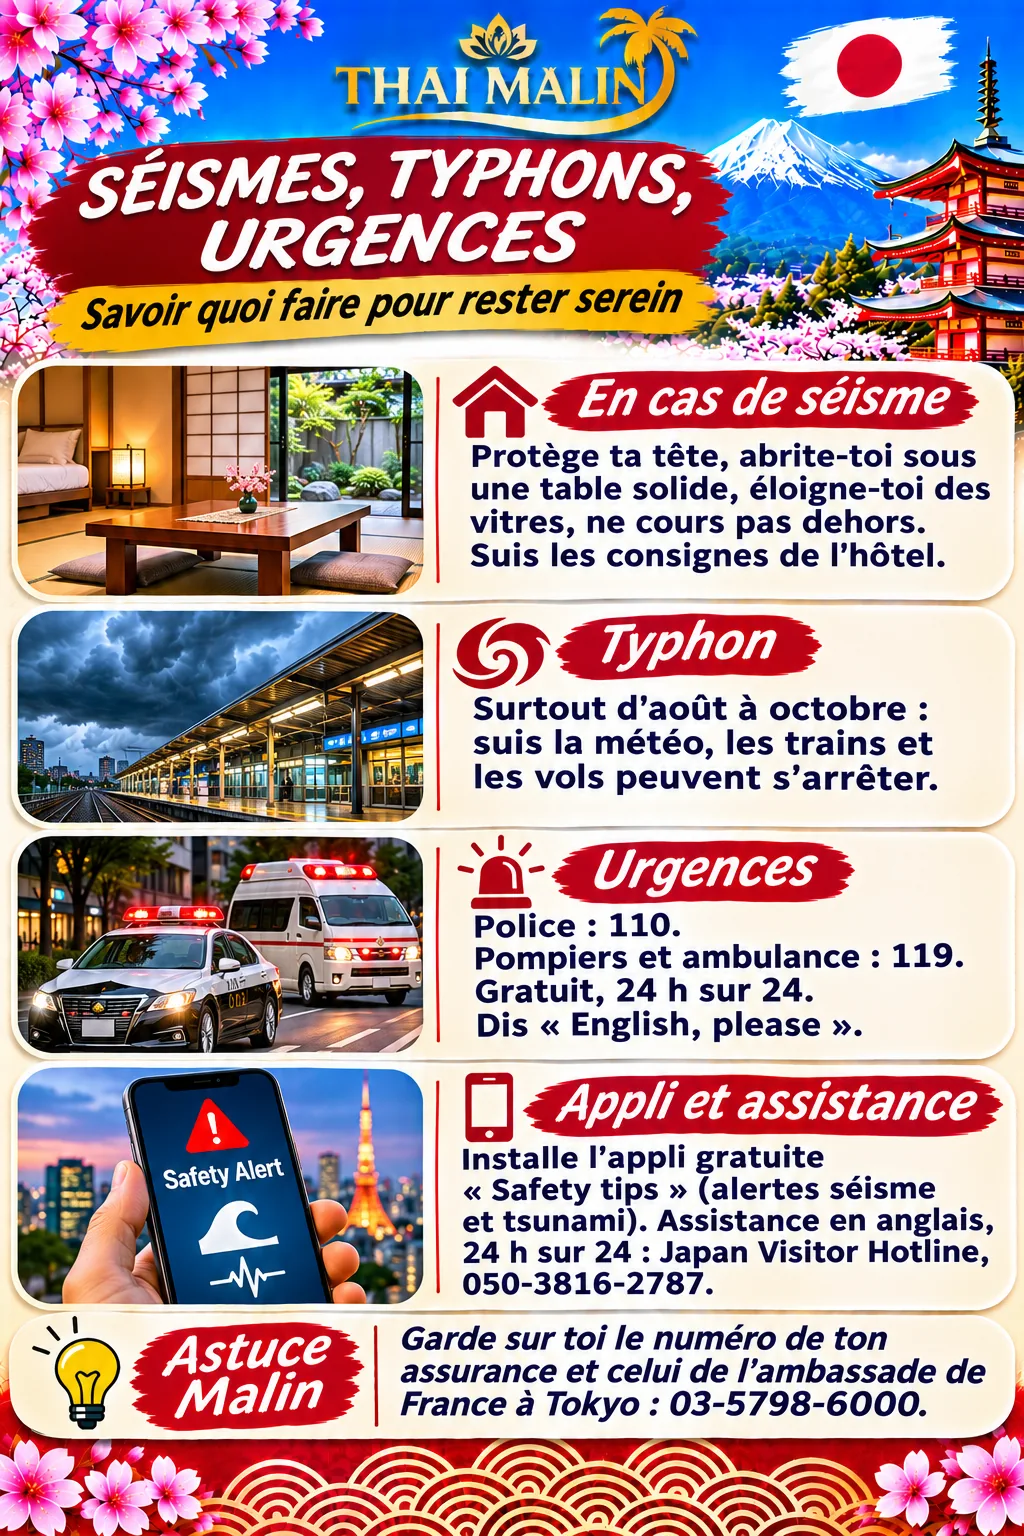 THAI MALIN
SÉISMES, TYPHONS,
URGENCES
Savoir quoi faire pour rester serein
En cas de séisme
Protège ta tête, abrite-toi sous
une table solide, éloigne-toi des
vitres, ne cours pas dehors.
Suis les consignes de l'hôtel.
Typhon
Surtout d'août à octobre :
suis la météo, les trains et
les vols peuvent s'arrêter.
Urgences
Police : 110.
Pompiers et ambulance : 119.
Gratuit, 24 h sur 24.
Dis « English, please ».
Safety Alert
Appli et assistance
Installe l'appli gratuite
« Safety tips » (alertes séisme
et tsunami). Assistance en anglais,
24 h sur 24 : Japan Visitor Hotline,
050-3816-2787.
Astuce
Malin
Garde sur toi le numéro de ton
assurance et celui de l'ambassade de
France à Tokyo : 03-5798-6000.